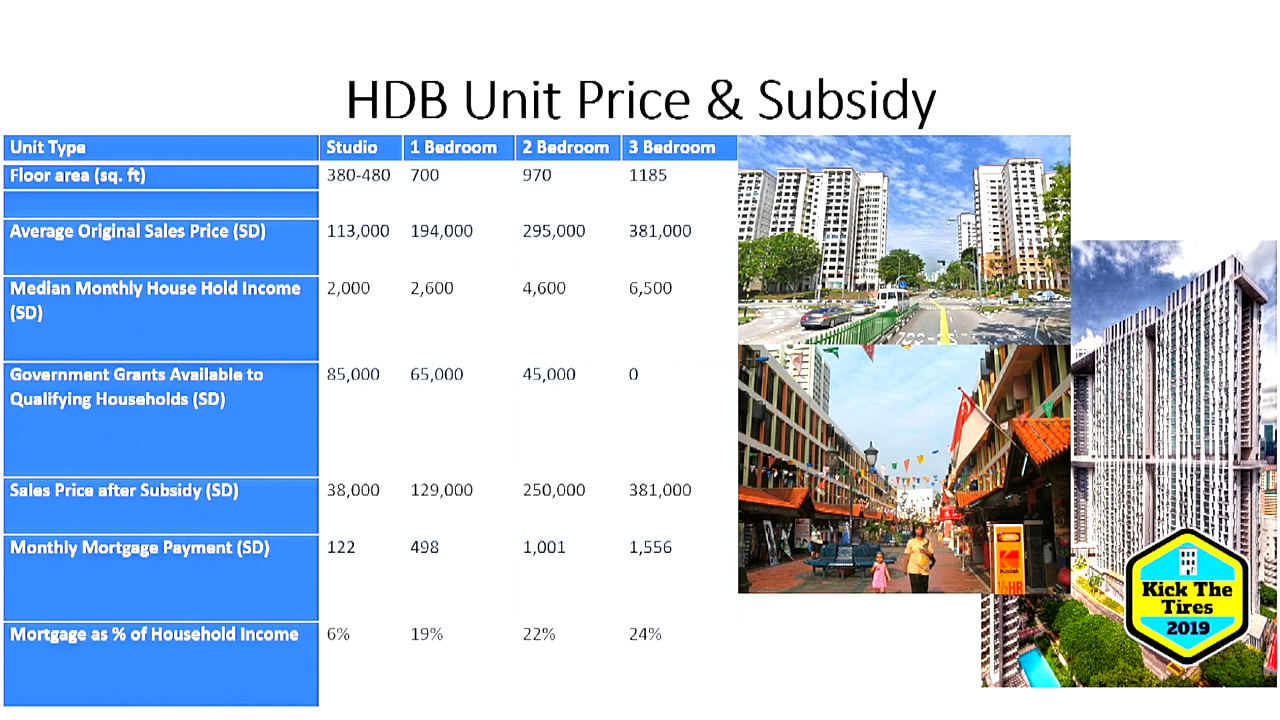 HDB Unit Price & Subsidy
Unit Type Studio 1 Bedroom 2 Bedroom 3 Bedroom
Floor area (sq. ft) 380-480 700 970 1185
Average Original Sales Price (SD) 113,000 194,000 295,000 381,000
Median Monthly House Hold Income
(SD) 2,000 2,600 4,600 6,500
Government Grants Available to
Qualifying Households (SD) 85,000 65,000 45,000 0
Sales Price after Subsidy (SD) 38,000 129,000 250,000 381,000
Monthly Mortgage Payment (SD) 122 498 1,001 1,556
Mortgage as % of Household Income 6% 19% 22% 24%
Kodak
1/2HR
Kick The
Tires
2019